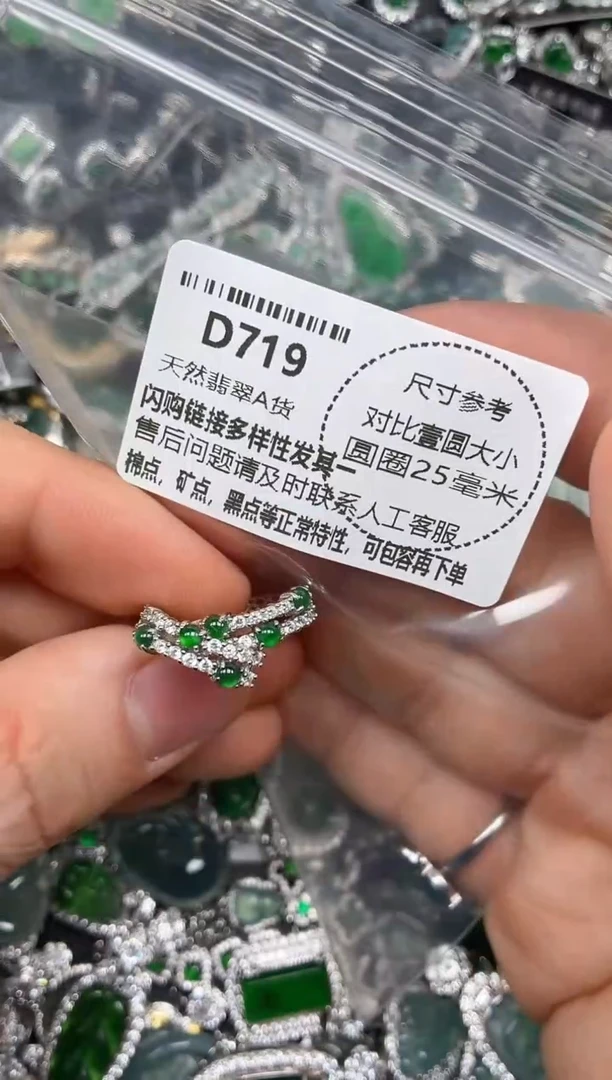 D719
天然翡翠A货
闪购链接多样性发其一
售后问题请及时联系人工客服
棉点，矿点，黑点等正常特性，可包容再下单
尺寸参考
对比壹圆大小
圆圈25毫米